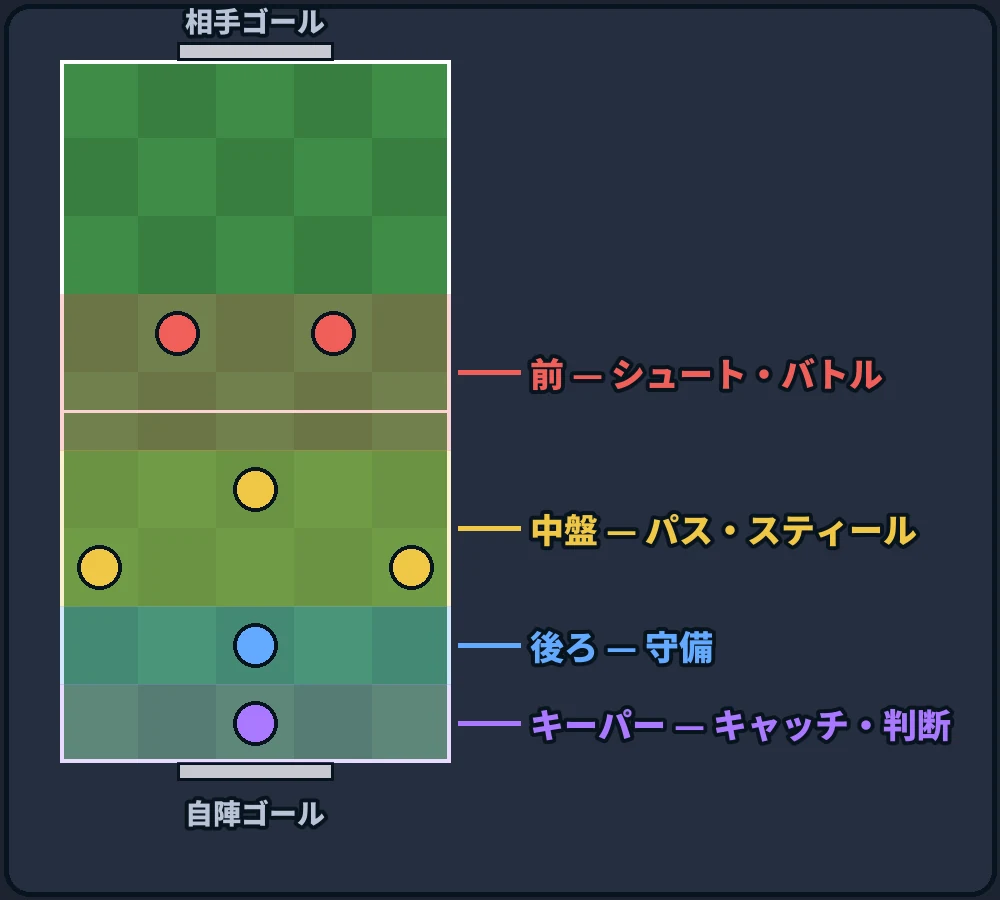 相手ゴール
前 — シュート・バトル
中盤 — パス・スティール
後ろ — 守備
キーパー — キャッチ・判断
自陣ゴール